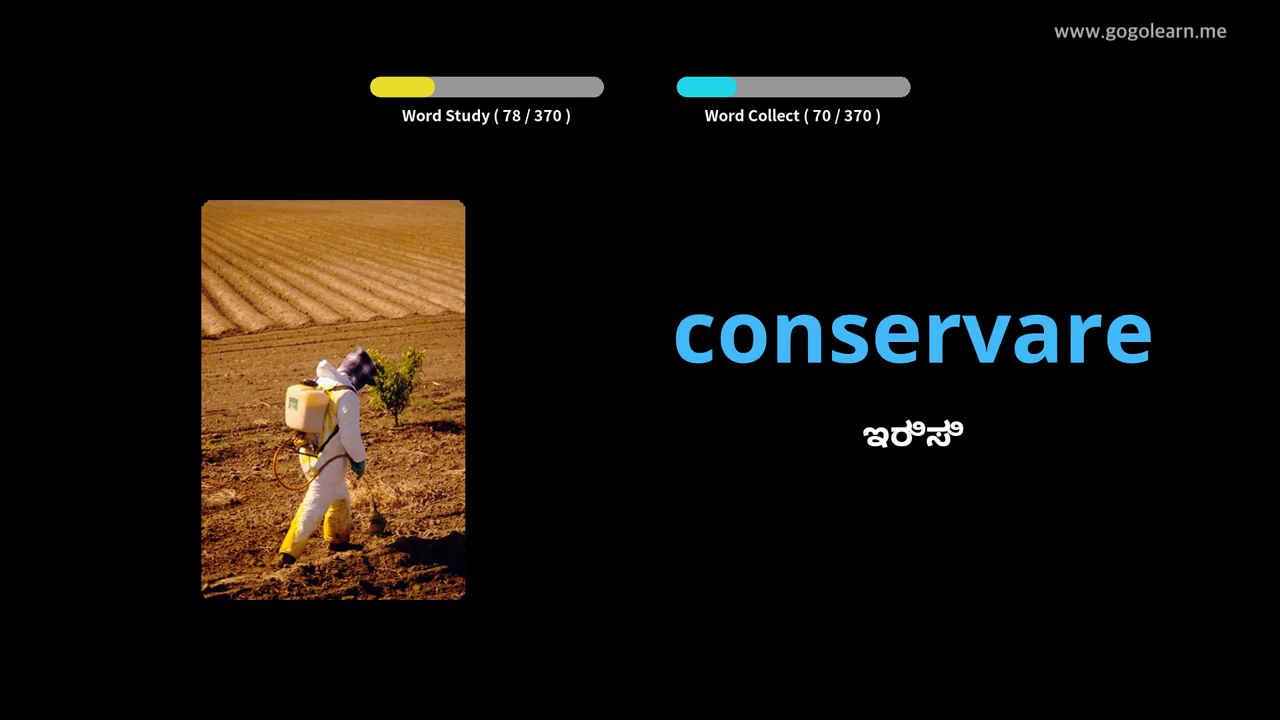 www.gogolearn.me
Word Study ( 78 / 370 )
Word Collect ( 70 / 370 )
conservare
ಇರಿಸಿ